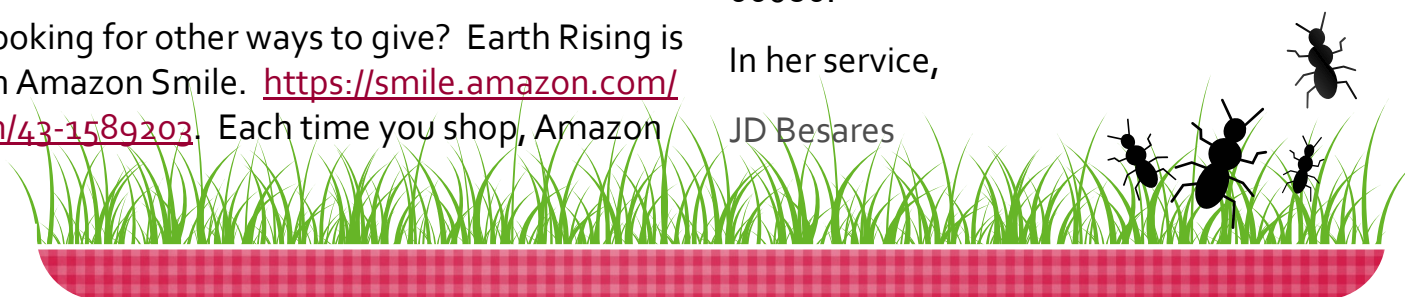 ooking for other ways to give? Earth Rising is
Amazon Smile. https://smile.amazon.com/
/43-1589203. Each time you shop, Amazon
In her service,
JD Besares